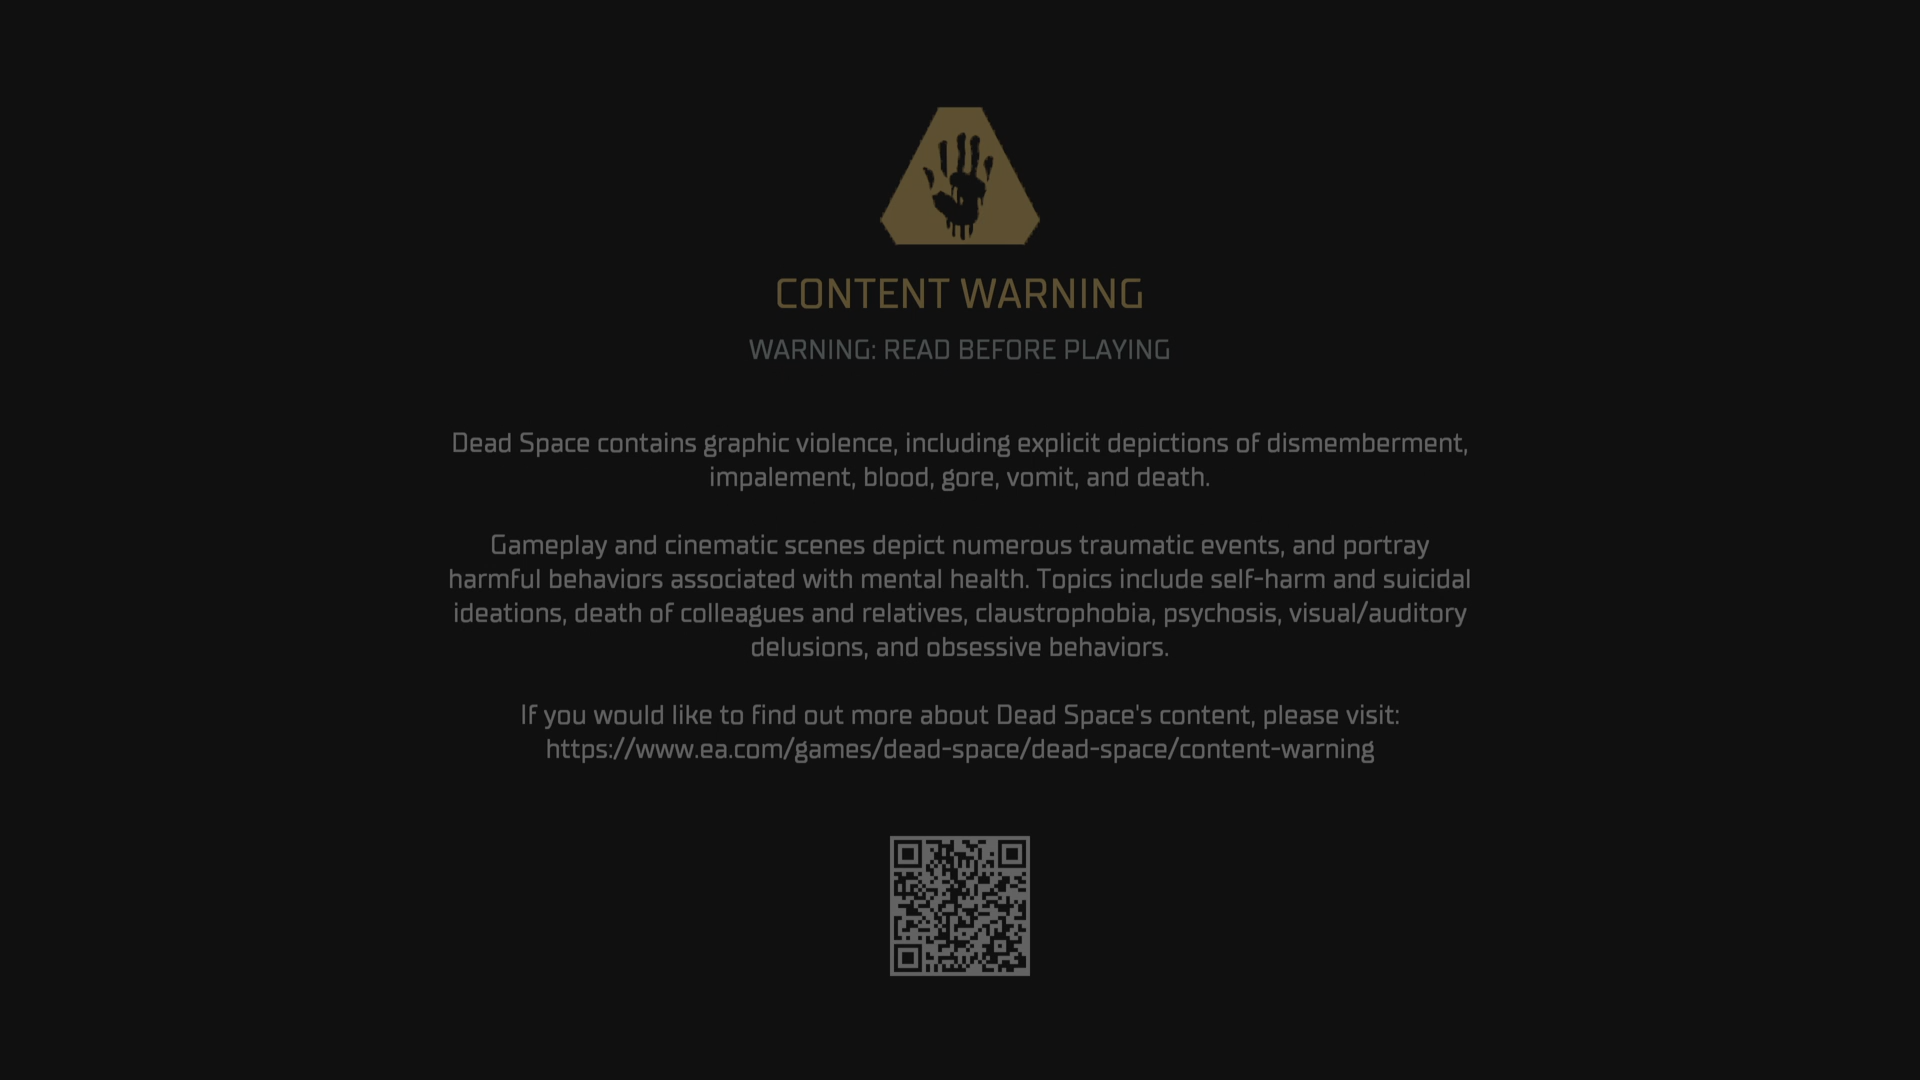 CONTENT WARNING
WARNING: READ BEFORE PLAYING
Dead Space contains graphic violence, including explicit depictions of dismemberment,
impalement, blood, gore, vomit, and death.
Gameplay and cinematic scenes depict numerous traumatic events, and portray
harmful behaviors associated with mental health. Topics include self-harm and suicidal
ideations, death of colleagues and relatives, claustrophobia, psychosis, visual/auditory
delusions, and obsessive behaviors.
If you would like to find out more about Dead Space's content, please visit:
https://www.ea.com/games/dead-space/dead-space/content-warning